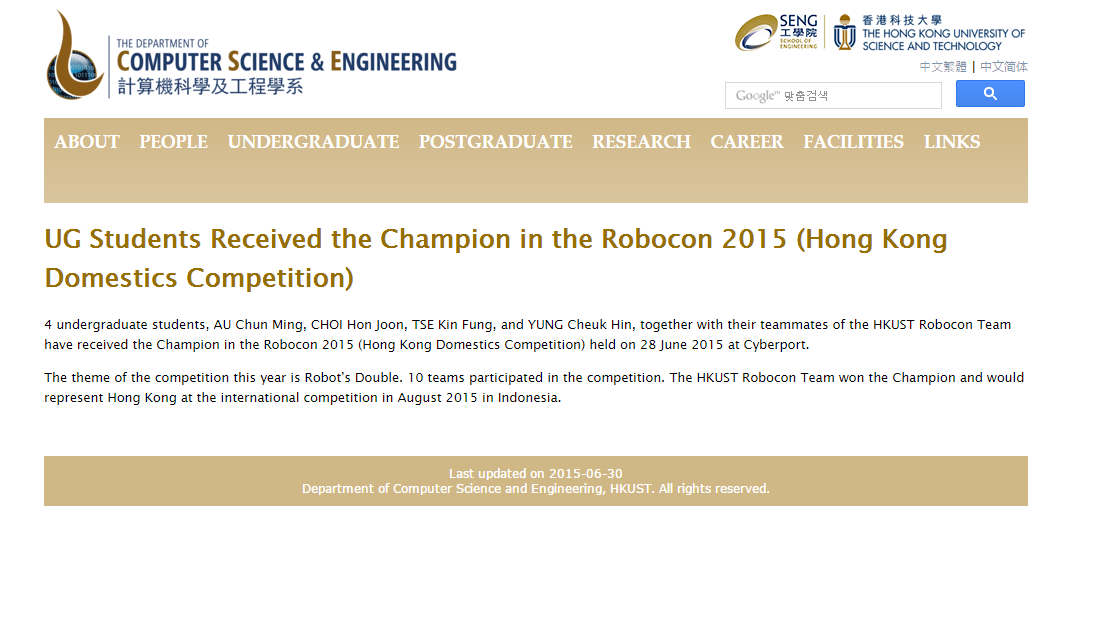 THE DEPARTMENT OF
COMPUTER SCIENCE & ENGINEERING
計算機科學及工程學系
SENG
工學院
SCHOOL OF
ENGINEERING
香港科技大學
THE HONG KONG UNIVERSITY OF
SCIENCE AND TECHNOLOGY
中文繁體 | 中文简体
Google™ 맞춤검색
ABOUT PEOPLE UNDERGRADUATE POSTGRADUATE RESEARCH CAREER FACILITIES LINKS
UG Students Received the Champion in the Robocon 2015 (Hong Kong
Domestics Competition)
4 undergraduate students, AU Chun Ming, CHOI Hon Joon, TSE Kin Fung, and YUNG Cheuk Hin, together with their teammates of the HKUST Robocon Team
have received the Champion in the Robocon 2015 (Hong Kong Domestics Competition) held on 28 June 2015 at Cyberport.
The theme of the competition this year is Robot's Double. 10 teams participated in the competition. The HKUST Robocon Team won the Champion and would
represent Hong Kong at the international competition in August 2015 in Indonesia.
Last updated on 2015-06-30
Department of Computer Science and Engineering, HKUST. All rights reserved.